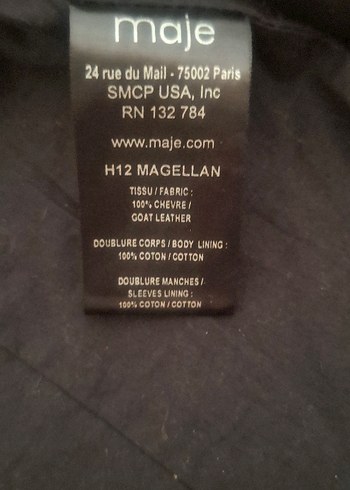 maje
24 rue du Mail - 75002 Paris
SMCP USA, Inc
RN 132 784
www.maje.com
H12 MAGELLAN
TISSU / FABRIC :
100% CHEVRE /
GOAT LEATHER
DOUBLURE CORPS / BODY LINING :
100% COTON / COTTON
DOUBLURE MANCHES /
SLEEVES LINING :
100% COTON / COTTON